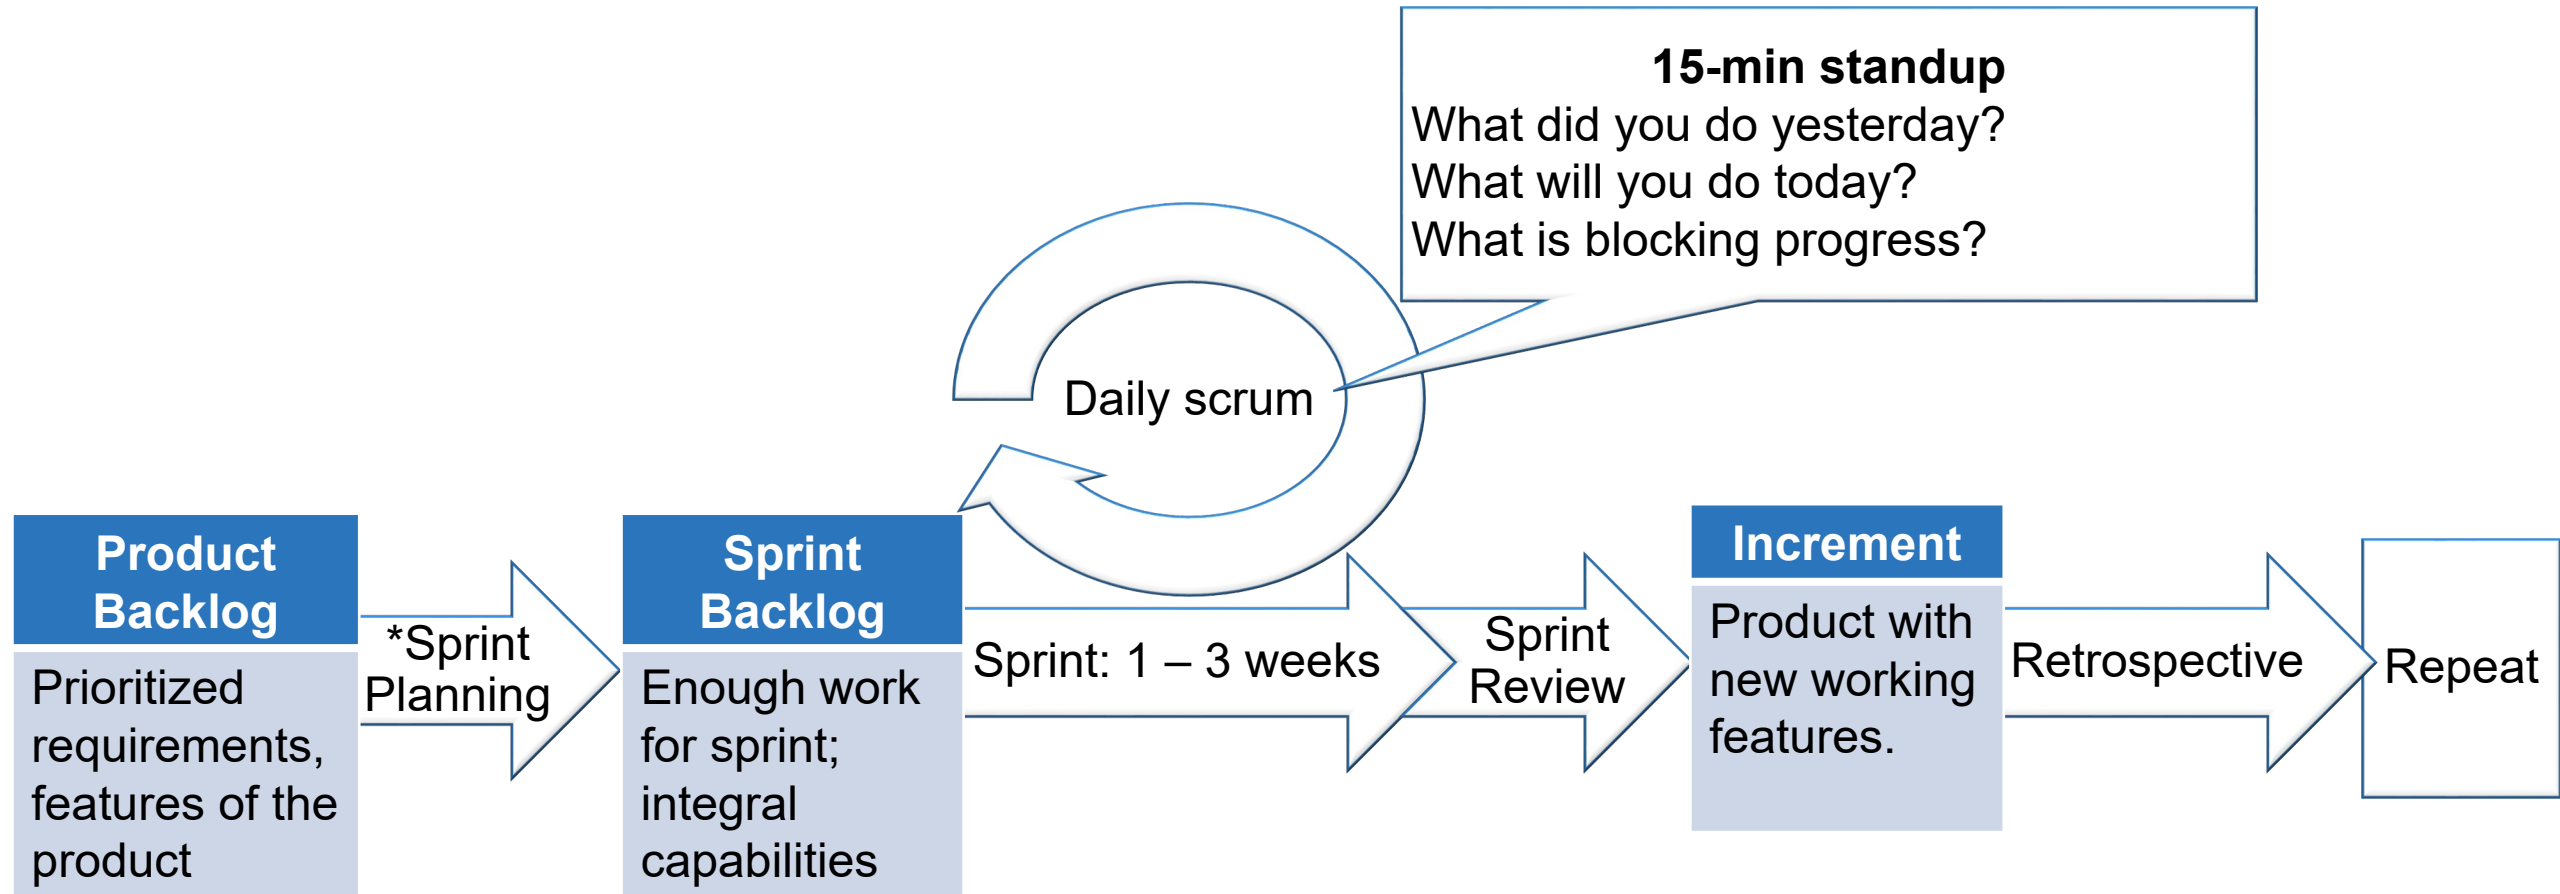 15-min standup
What did you do yesterday?
What will you do today?
What is blocking progress?
Daily scrum
Product
Backlog
Prioritized
requirements,
features of the
product
*Sprint
Planning
Sprint
Backlog
Enough work
for sprint;
integral
capabilities
Sprint: 1 – 3 weeks
Sprint
Review
Increment
Product with
new working
features.
Retrospective
Repeat